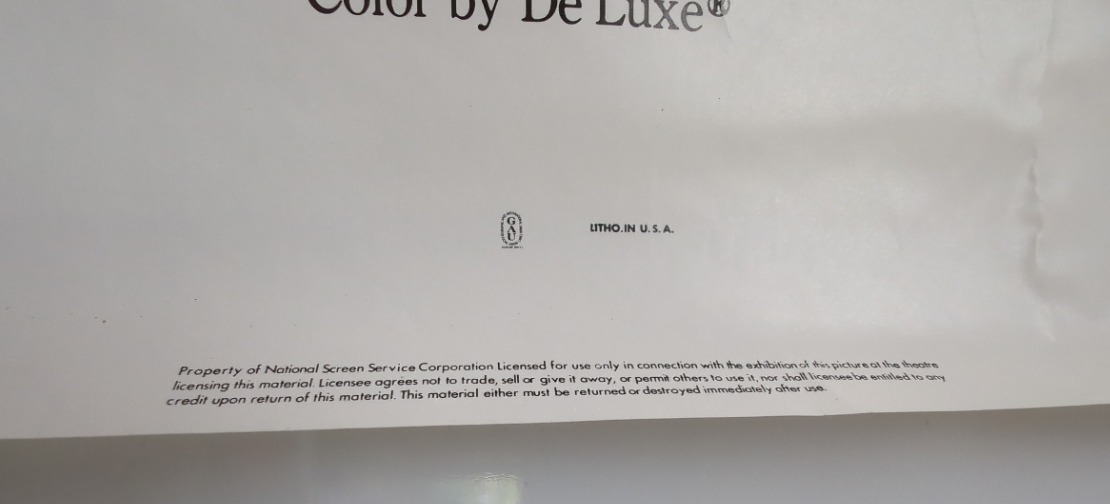 Color by De Luxe®
GAU
LITHO.IN U.S.A.
Property of National Screen Service Corporation Licensed for use only in connection with the exhibition of this picture at the theatre
licensing this material. Licensee agrees not to trade, sell or give it away, or permit others to use it, nor shall licensee be entitled to any
credit upon return of this material. This material either must be returned or destroyed immediately after use.